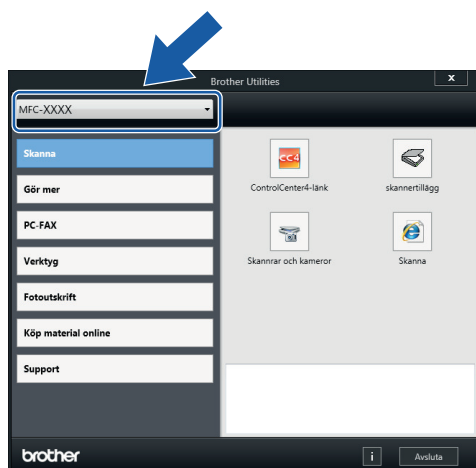 Brother Utilities
X
MFC-XXXX
Skanna
Gör mer
PC-FAX
Verktyg
Fotoutskrift
Köp material online
Support
CC4
ControlCenter4-länk
skannertillägg
Skannrar och kameror
Skanna
brother
i
Avsluta